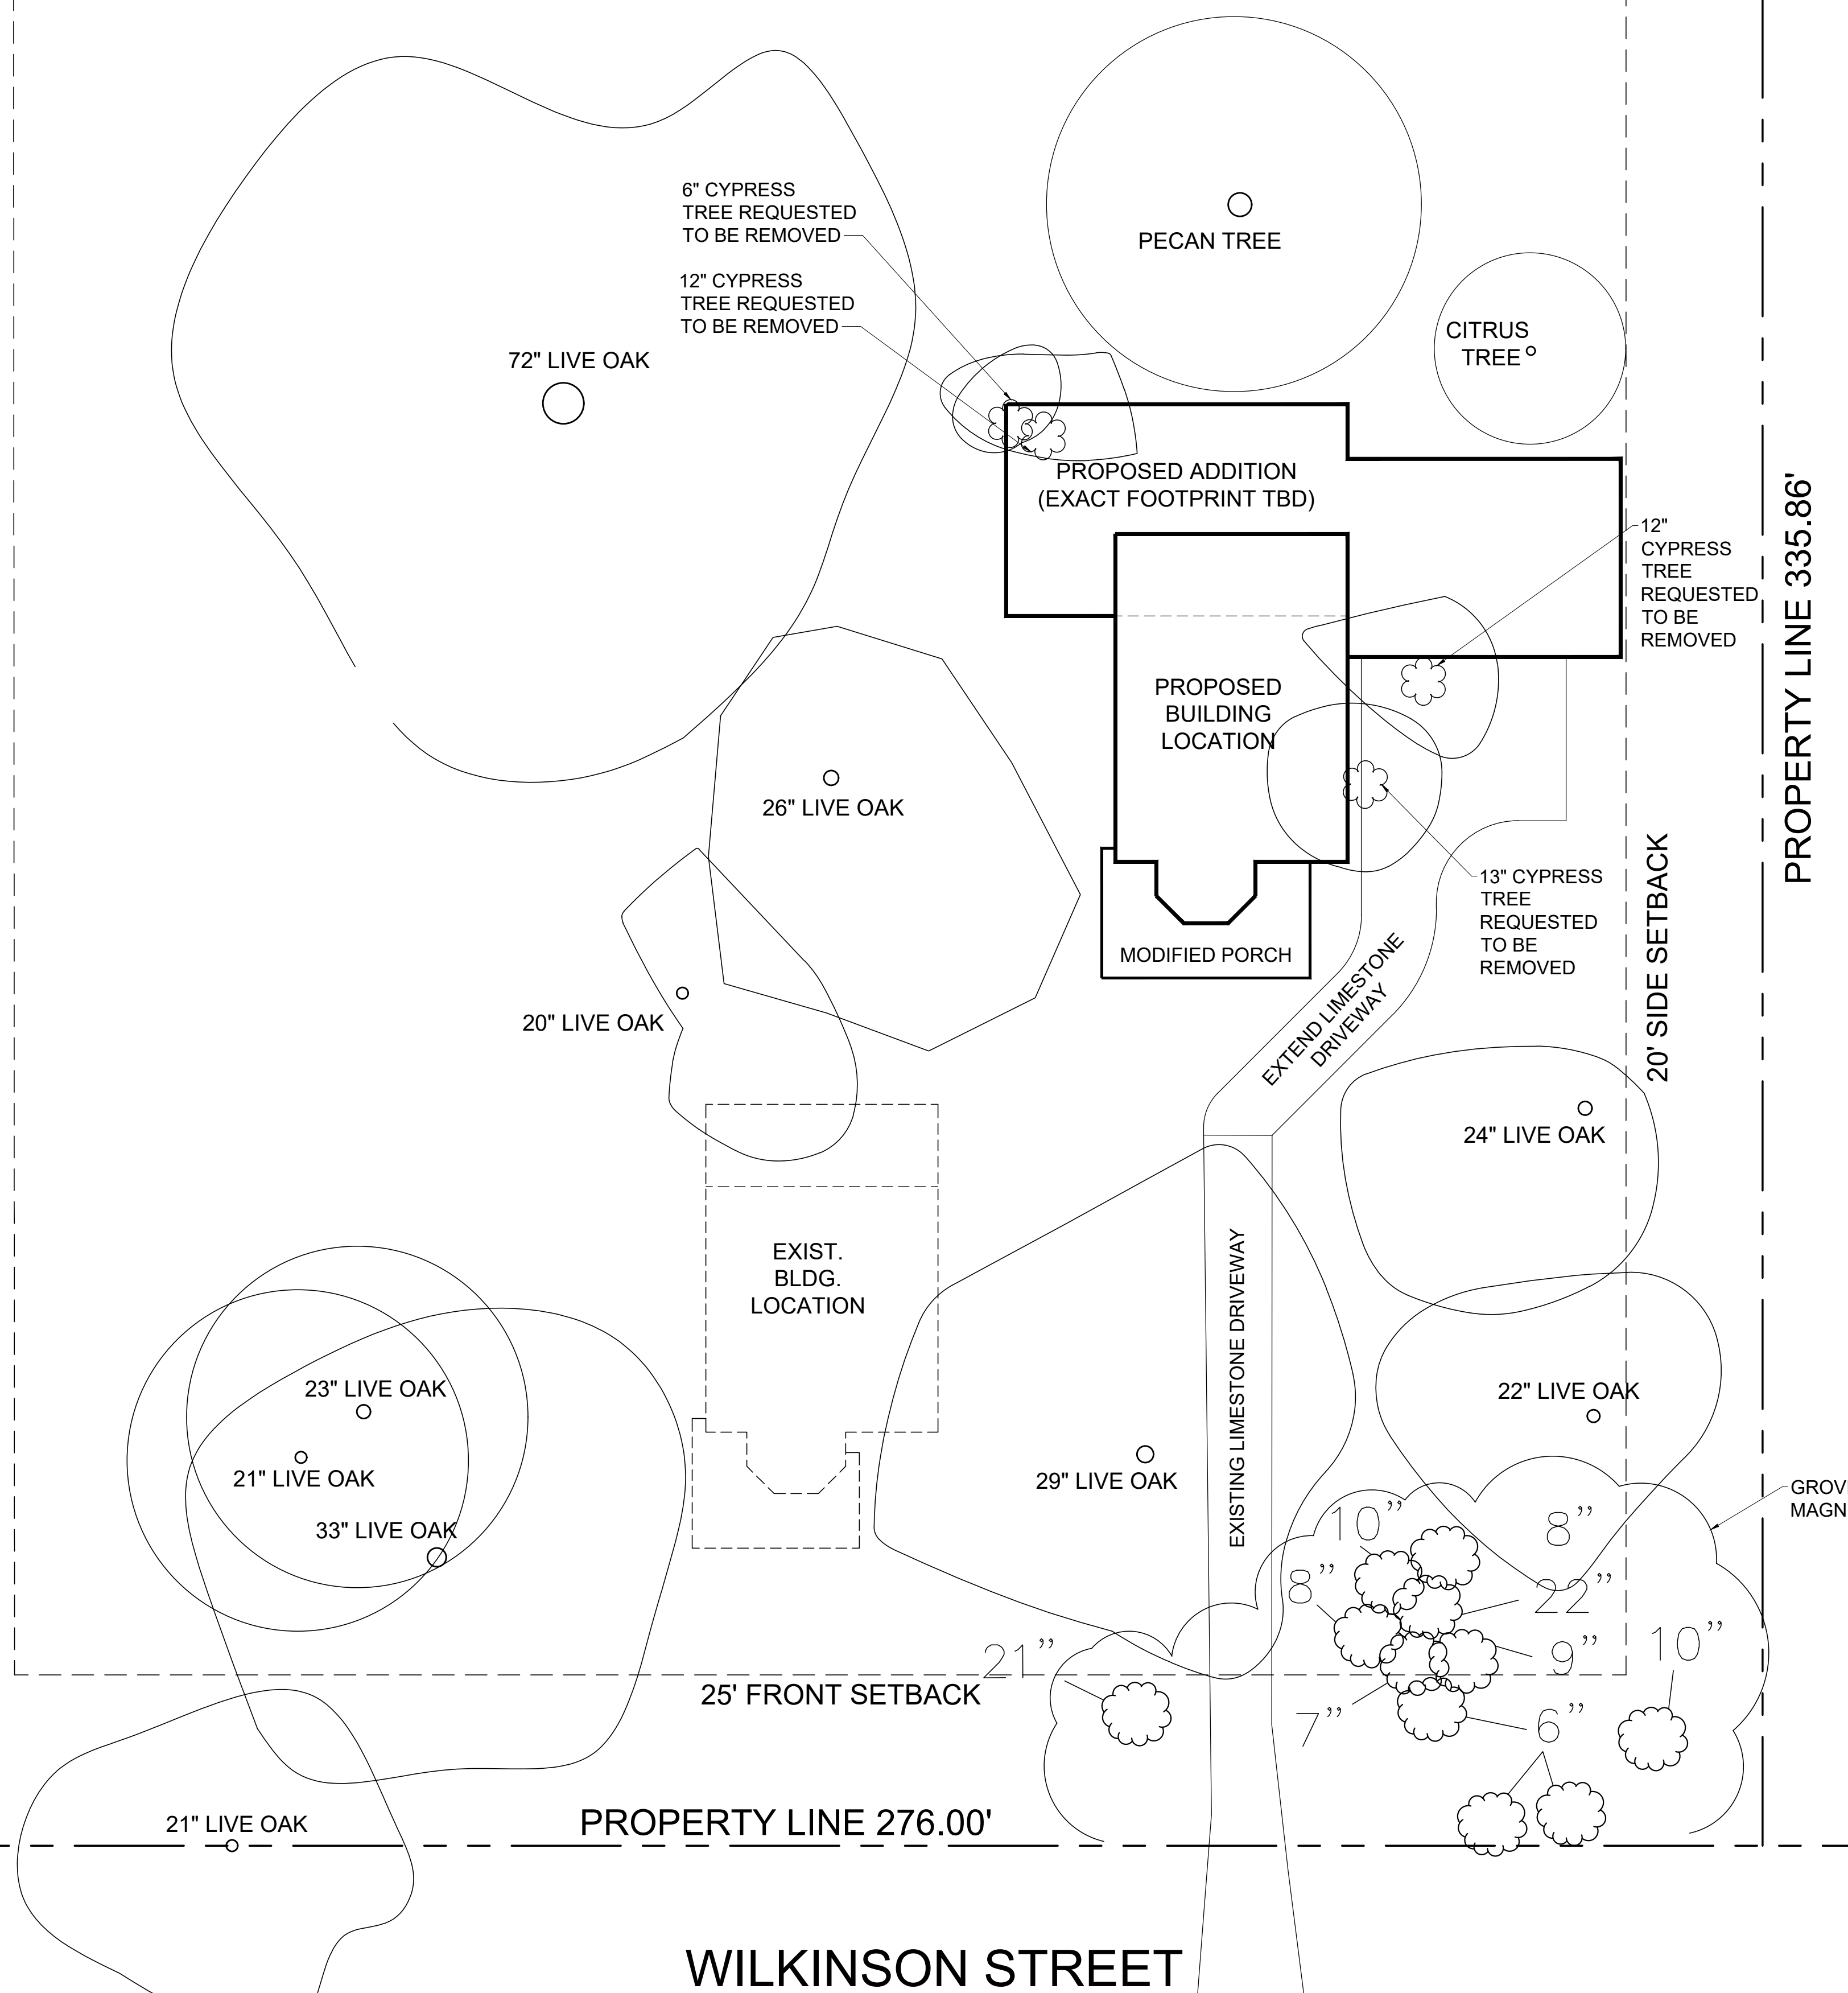 6" CYPRESS
TREE REQUESTED
TO BE REMOVED
12" CYPRESS
TREE REQUESTED
TO BE REMOVED
PECAN TREE
CITRUS
TREE
72" LIVE OAK
PROPOSED ADDITION
(EXACT FOOTPRINT TBD)
12"
CYPRESS
TREE
REQUESTED
TO BE
REMOVED
PROPERTY LINE 335.86'
PROPOSED
BUILDING
LOCATION
26" LIVE OAK
13" CYPRESS
TREE
REQUESTED
TO BE
REMOVED
20' SIDE SETBACK
MODIFIED PORCH
EXTEND LIMESTONE
DRIVEWAY
20" LIVE OAK
24" LIVE OAK
EXIST.
BLDG.
LOCATION
EXISTING LIMESTONE DRIVEWAY
23" LIVE OAK
22" LIVE OAK
21" LIVE OAK
29" LIVE OAK
33" LIVE OAK
GROV
MAGN
10"
8"
8"
22"
21"
9"
10"
7"
6"
25' FRONT SETBACK
21" LIVE OAK
PROPERTY LINE 276.00'
WILKINSON STREET